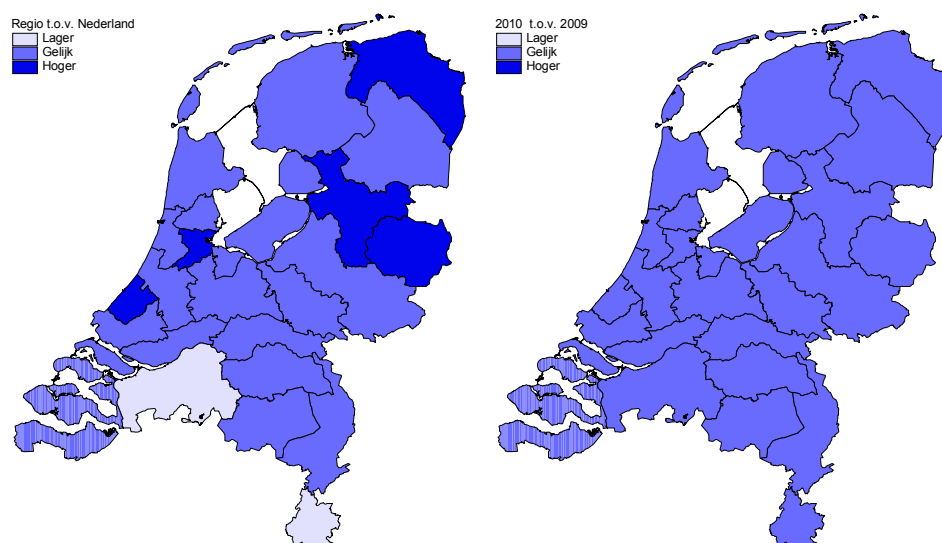 Regio t.o.v. Nederland
Lager
Gelijk
Hoger
2010 t.o.v. 2009
Lager
Gelijk
Hoger